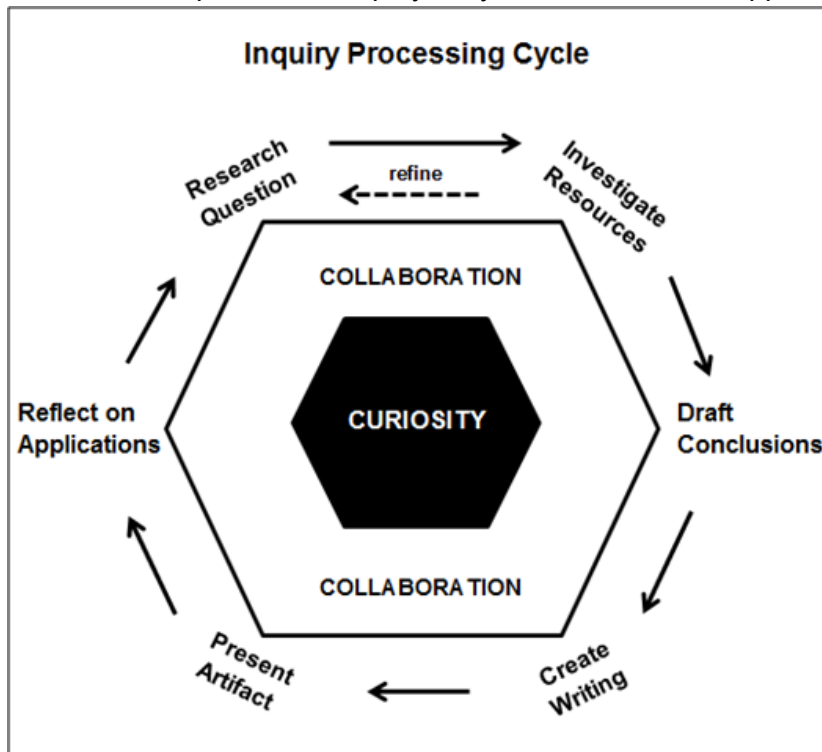 Inquiry Processing Cycle
Research
Question
refine
Investigate
Resources
COLLABORATION
CURIOSITY
Reflect on
Applications
Draft
Conclusions
COLLABORATION
Present
Artifact
Create
Writing